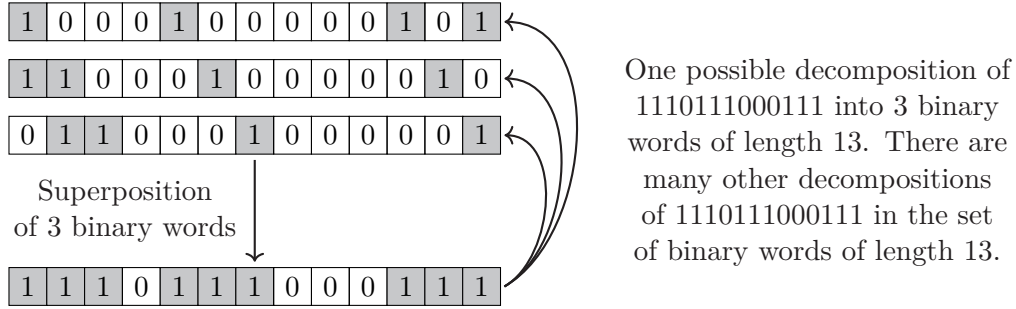 1 0 0 0 1 0 0 0 0 0 1 0 1
1 1 0 0 0 1 0 0 0 0 0 1 0
0 1 1 0 0 0 1 0 0 0 0 0 1
Superposition
of 3 binary words
1 1 1 0 1 1 1 0 0 0 1 1 1
One possible decomposition of
1110111000111 into 3 binary
words of length 13. There are
many other decompositions
of 1110111000111 in the set
of binary words of length 13.